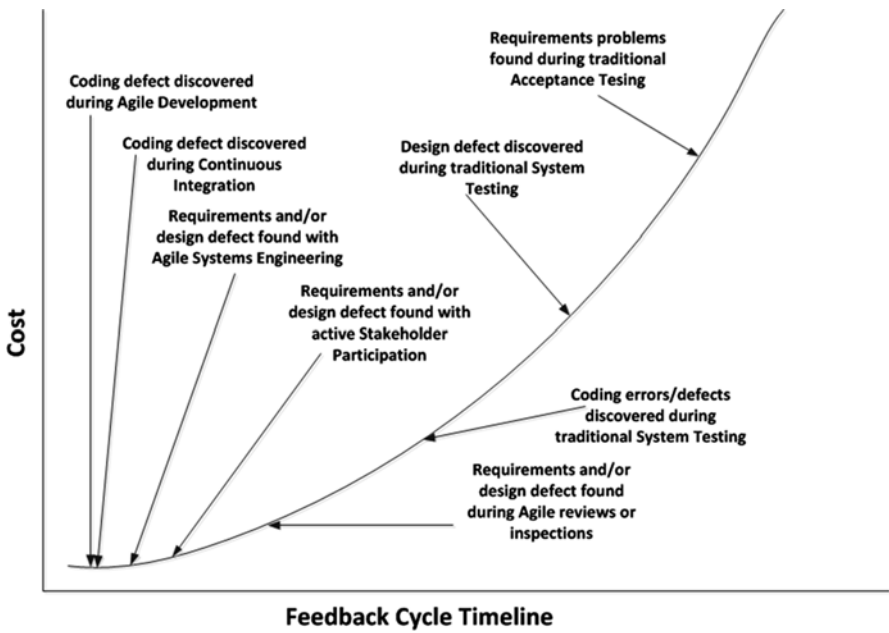 Requirements problems
found during traditional
Acceptance Tesing
Coding defect discovered
during Agile Development
Coding defect discovered
during Continuous
Integration
Design defect discovered
during traditional System
Testing
Requirements and/or
design defect found with
Agile Systems Engineering
Requirements and/or
design defect found with
active Stakeholder
Participation
Coding errors/defects
discovered during
traditional System Testing
Requirements and/or
design defect found
during Agile reviews or
inspections
Cost
Feedback Cycle Timeline